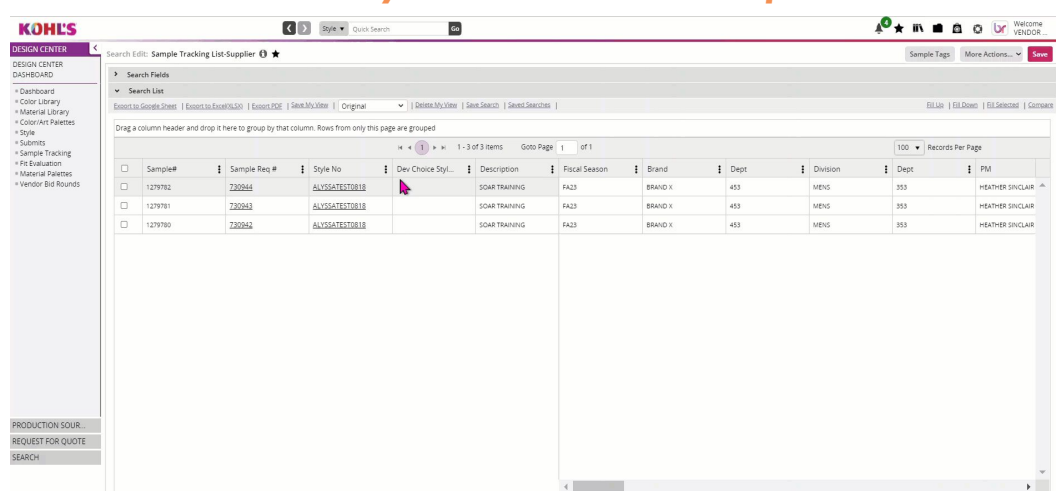 KOHL'S
Style Quick Search Go
4
Welcome
VENDOR ...
DESIGN CENTER
DESIGN CENTER
DASHBOARD
Dashboard
Color Library
Material Library
Color/Art Palettes
Style
Submits
Sample Tracking
Fit Evaluation
Material Palettes
Vendor Bid Rounds
PRODUCTION SOUR...
REQUEST FOR QUOTE
SEARCH
Search Edit: Sample Tracking List-Supplier
Sample Tags More Actions... Save
Search Fields
Search List
Export to Google Sheet | Export to Excel(XLSX) | Export PDF | Save My View | Original | Delete My View | Save Search | Saved Searches |
Fill Up | Fill Down | Fill Selected | Compare
Drag a column header and drop it here to group by that column. Rows from only this page are grouped
1 1 - 3 of 3 items Goto Page 1 of 1 100 Records Per Page
Sample# Sample Req # Style No Dev Choice Styl... Description Fiscal Season Brand Dept Division Dept PM
1279782 730944 ALYSSATEST0818 SOAR TRAINING FA23 BRAND X 453 MENS 353 HEATHER SINCLAIR
1279781 730943 ALYSSATEST0818 SOAR TRAINING FA23 BRAND X 453 MENS 353 HEATHER SINCLAIR
1279780 730942 ALYSSATEST0818 SOAR TRAINING FA23 BRAND X 453 MENS 353 HEATHER SINCLAIR